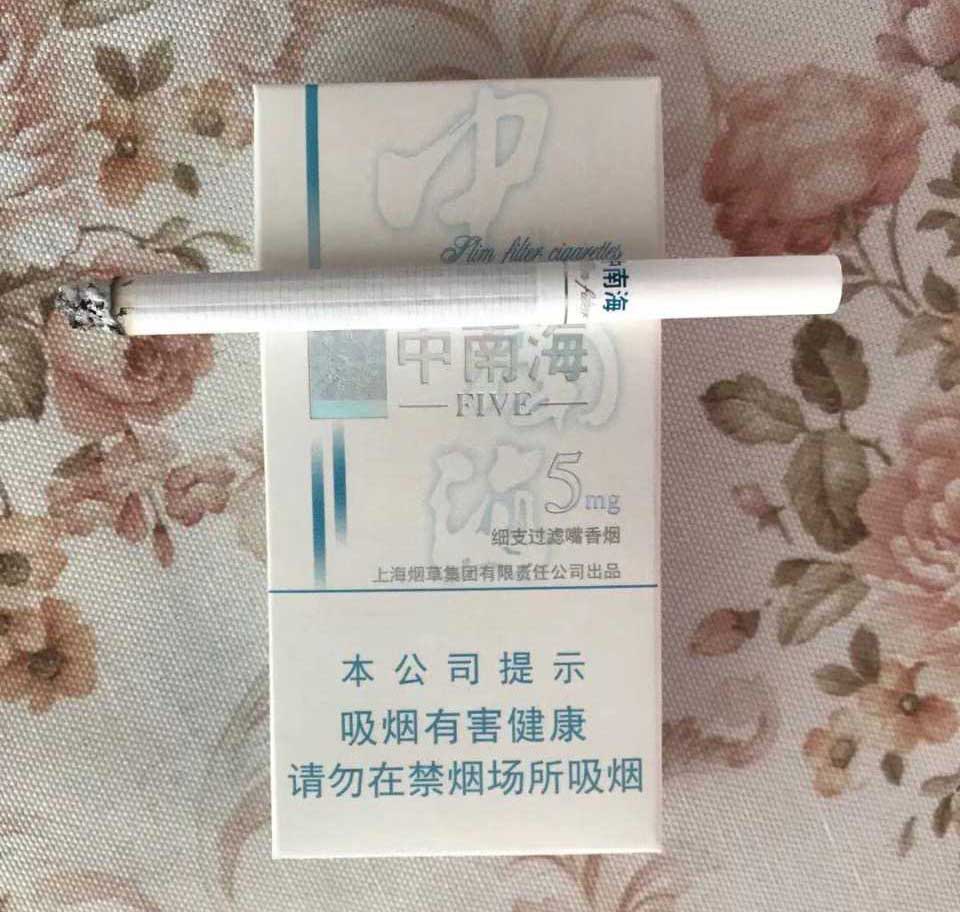 中
Slim filter cigarettes
南海
中南海
FIVE
5mg
细支过滤嘴香烟
上海烟草集团有限责任公司出品
本公司提示
吸烟有害健康
请勿在禁烟场所吸烟